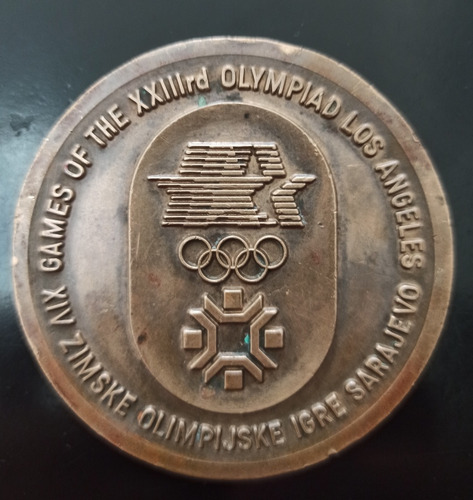 GAMES OF THE XXIIIrd OLYMPIAD LOS ANGELES
XIV ZIMSKE OLIMPIJSKE IGRE SARAJEVO